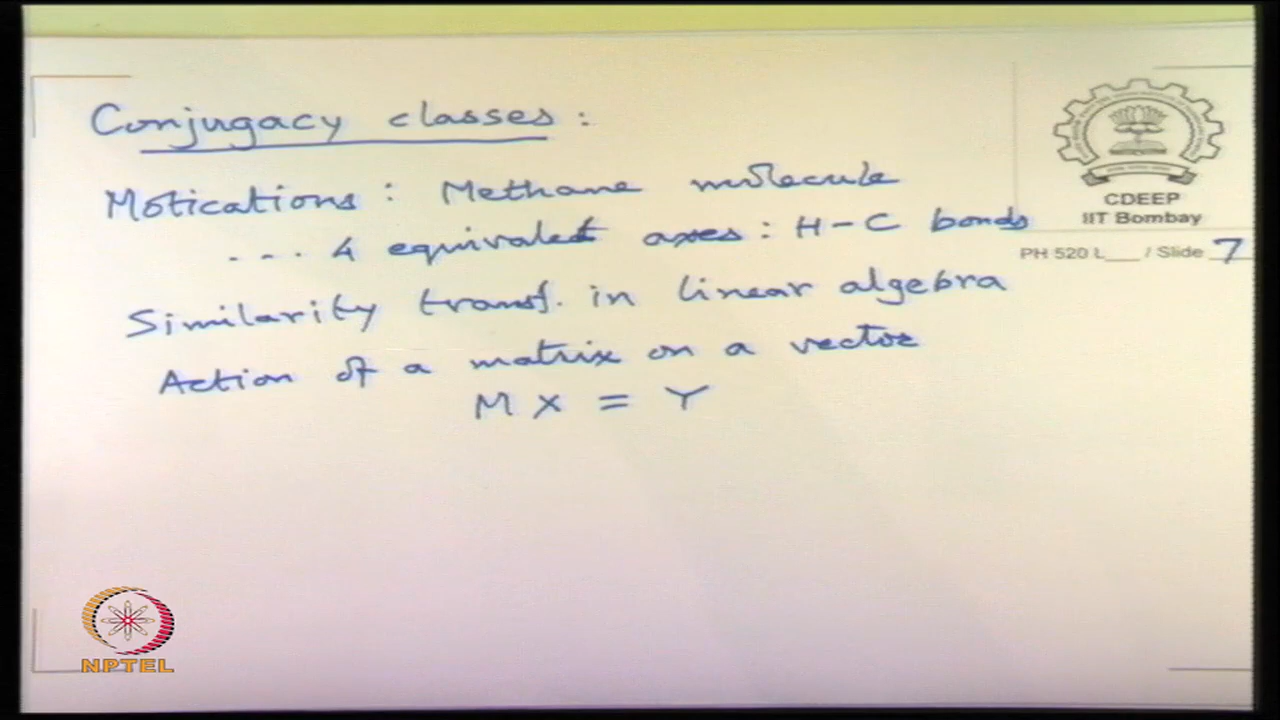 Conjugacy classes :
Motications : Methane molecule
... 4 equivalent axes : H-C bonds
Similarity transf. in linear algebra
Action of a matrix on a vector
M X = Y
CDEEP
IIT Bombay
PH 520 L___ / Slide 7
NPTEL